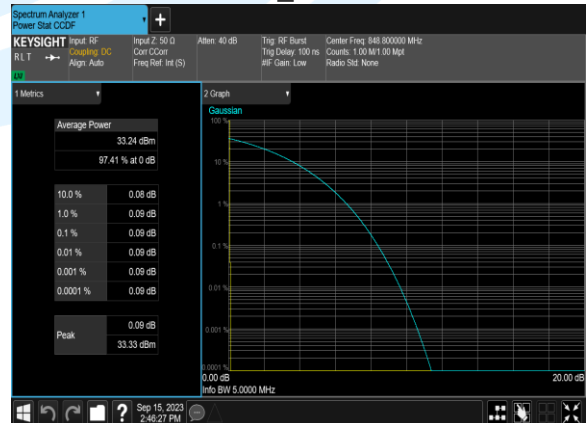 Spectrum Analyzer 1
Power Stat CCDF
+
KEYSIGHT
RLT
LW
Input: RF
Coupling: DC
Align: Auto
Input Z: 50 Ω
Corr CCorr
Freq Ref: Int (S)
Atten: 40 dB
Trig: RF Burst
Trig Delay: 100 ns
#IF Gain: Low
Center Freq: 848.800000 MHz
Counts: 1.00 M/1.00 Mpt
Radio Std: None
1 Metrics
Average Power
33.24 dBm
97.41 % at 0 dB
10.0 % 0.08 dB
1.0 % 0.09 dB
0.1 % 0.09 dB
0.01 % 0.09 dB
0.001 % 0.09 dB
0.0001 % 0.09 dB
Peak
0.09 dB
33.33 dBm
2 Graph
Gaussian
100 %
10 %
1 %
0.1 %
0.01 %
0.001 %
0.0001 %
0.00 dB 20.00 dB
Info BW 5.0000 MHz
?
Sep 15, 2023
2:46:27 PM